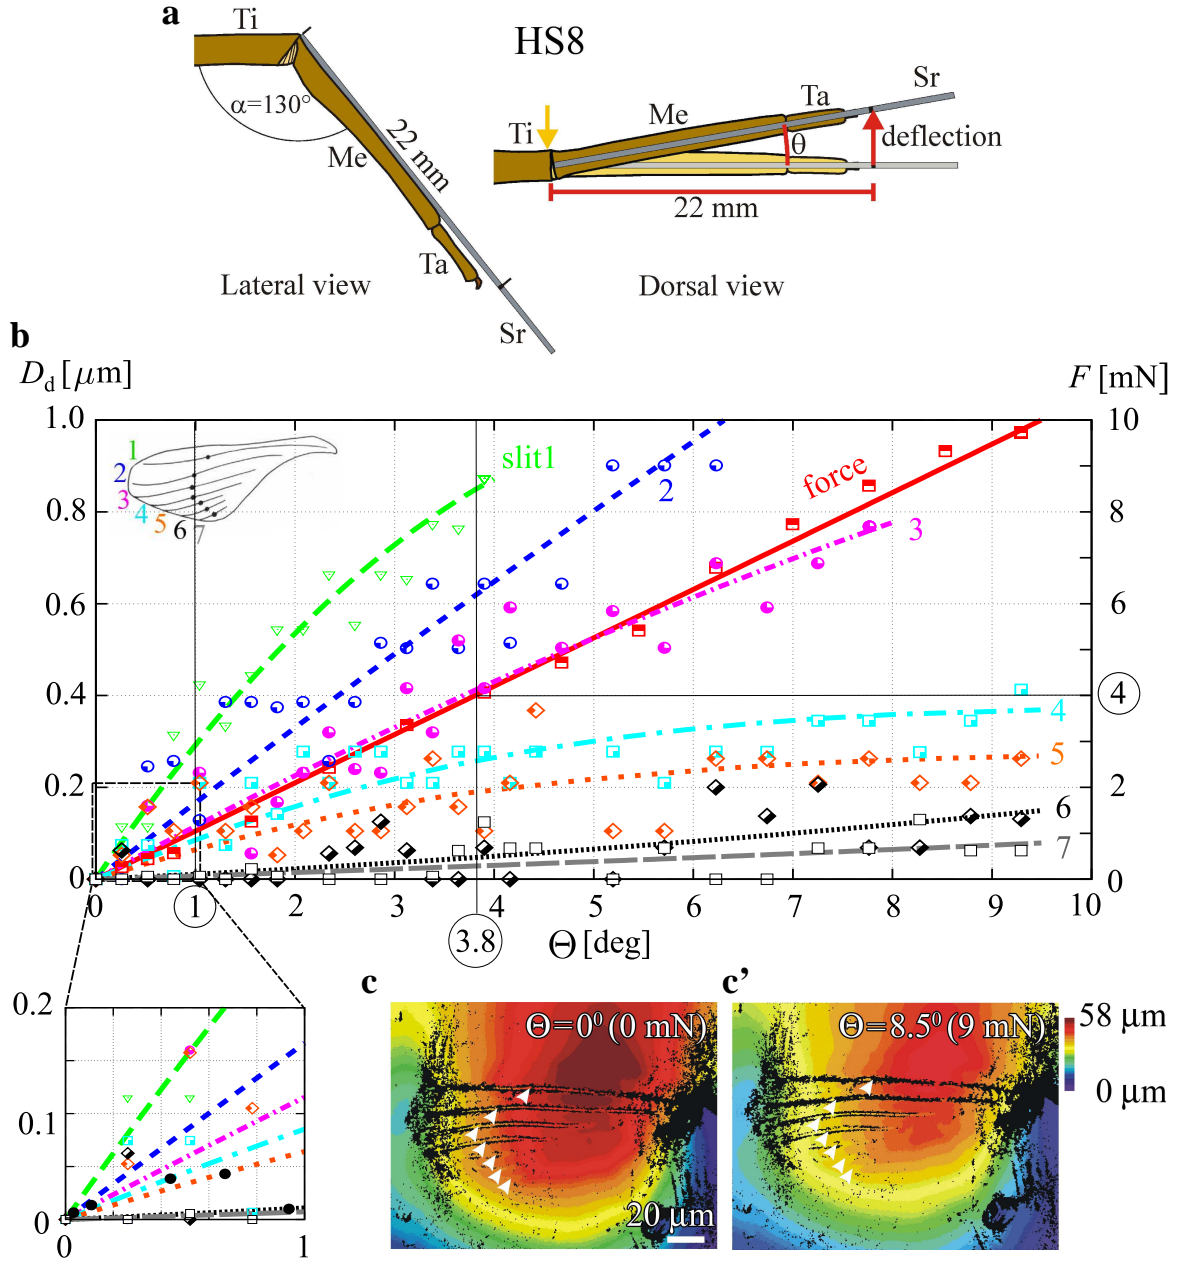 a
Ti
HS8
α=130°
22 mm
Me
Ta
Sr
Lateral view
Ti
Me
Ta
Sr
θ
deflection
22 mm
Dorsal view
b
D_d [μm]
F [mN]
1.0
0.8
0.6
0.4
0.2
0
10
8
6
4
2
0
1
2
3
4
5
6
7
slit1
2
force
3
4
5
6
7
0
1
2
3
3.8
4
5
6
7
8
9
10
Θ [deg]
0.2
0.1
0
0
1
c
Θ=0⁰ (0 mN)
20 μm
c’
Θ=8.5⁰ (9 mN)
58 μm
0 μm